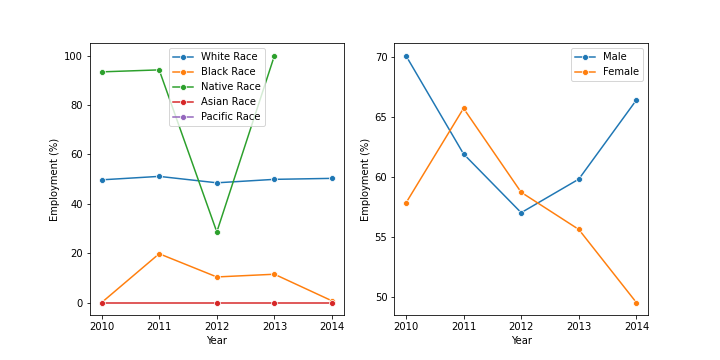 100
80
60
40
20
0
Employment (%)
2010 2011 2012 2013 2014
Year
White Race
Black Race
Native Race
Asian Race
Pacific Race
70
65
60
55
50
Employment (%)
2010 2011 2012 2013 2014
Year
Male
Female